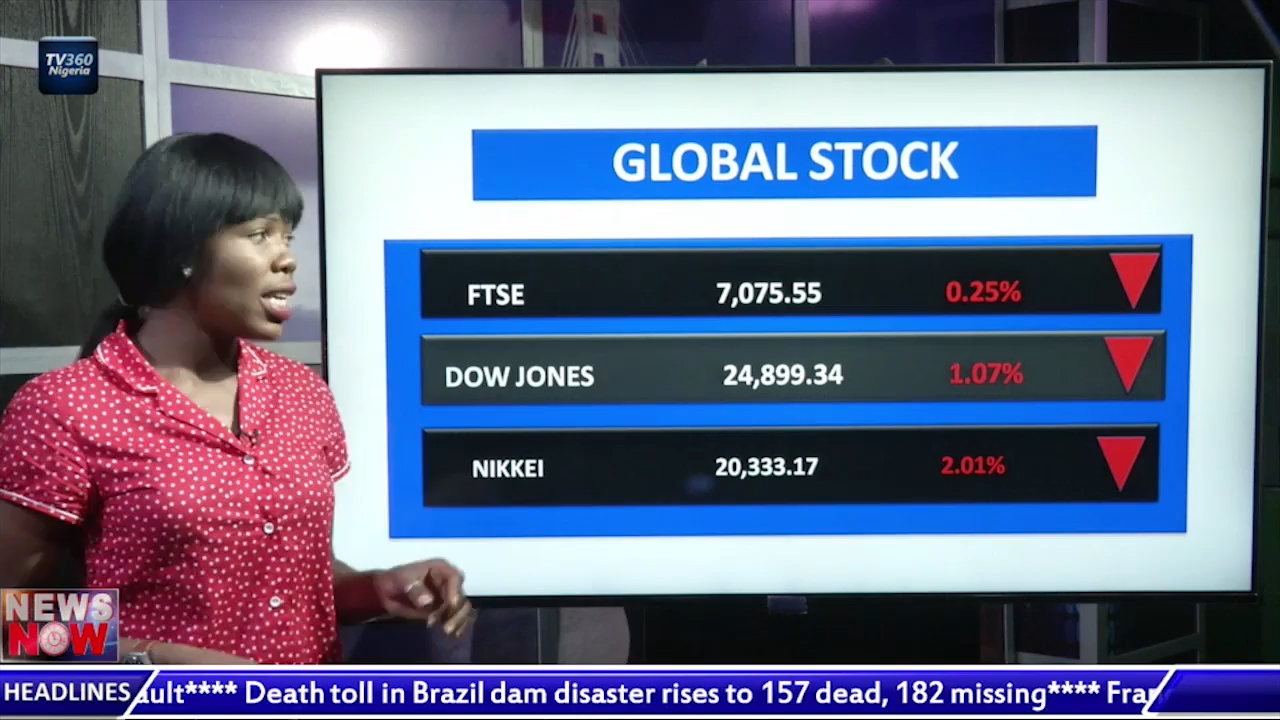 TV360
Nigeria
GLOBAL STOCK
FTSE 7,075.55 0.25%
DOW JONES 24,899.34 1.07%
NIKKEI 20,333.17 2.01%
NEWS
NOW
HEADLINES ault**** Death toll in Brazil dam disaster rises to 157 dead, 182 missing**** Fran